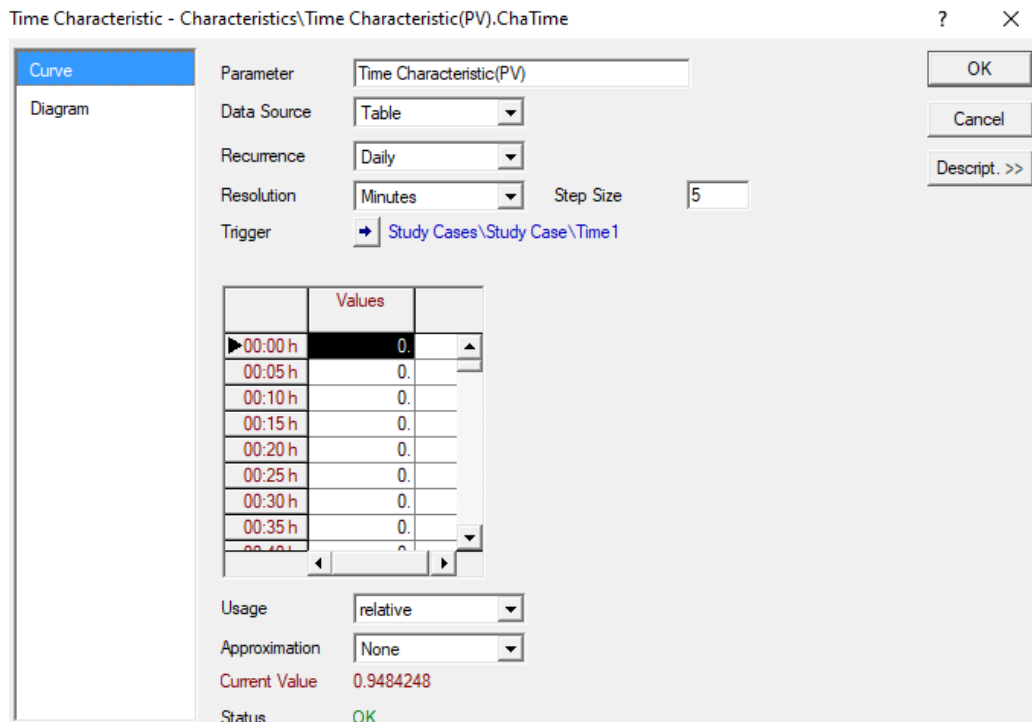 Time Characteristic - Characteristics\Time Characteristic(PV).ChaTime ? ×
Curve
Diagram
Parameter Time Characteristic(PV)
Data Source Table
Recurrence Daily
Resolution Minutes Step Size 5
Trigger Study Cases\Study Case\Time1
OK
Cancel
Descript. >>
Values
00:00 h 0.
00:05 h 0.
00:10 h 0.
00:15 h 0.
00:20 h 0.
00:25 h 0.
00:30 h 0.
00:35 h 0.
Usage relative
Approximation None
Current Value 0.9484248
Status OK